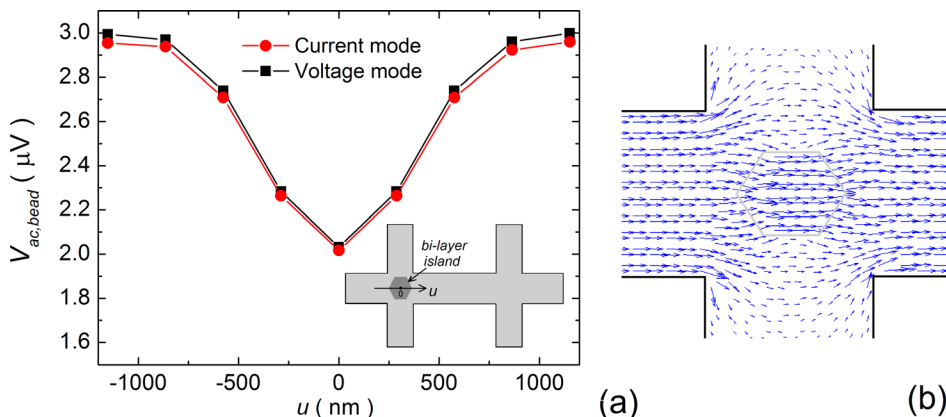 3.0
2.8
2.6
2.4
2.2
2.0
1.8
1.6
V ac,bead ( μV)
Current mode
Voltage mode
bi-layer
island
0
u
-1000 -500 0 500 1000
u ( nm)
(a)
(b)